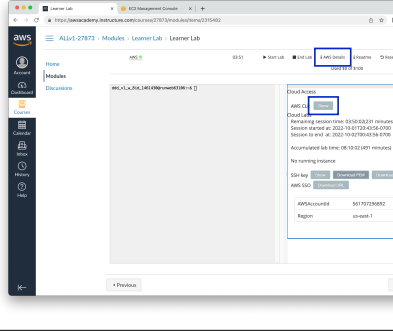 Learner Lab
EC2 Management Console
https://awsacademy.instructure.com/courses/27873/modules/items/2315402
aws
ALLv1-27873 › Modules › Learner Lab › Learner Lab
Account
Dashboard
Courses
Calendar
Inbox
History
Help
Home
Modules
Discussions
AWS
03:51
Start Lab
End Lab
AWS Details
Readme
Used $0 of $100
Cloud Access
AWS CLI: Show
Cloud Labs
Remaining session time: 03:50:02(231 minutes
Session started at: 2022-10-01T20:43:56-0700
Session to end at: 2022-10-02T00:43:56-0700
Accumulated lab time: 08:10:02 (491 minutes)
No running instance
SSH key Show Download PEM Download
AWS SSO Download URL
AWSAccountId 561707296892
Region us-east-1
Previous